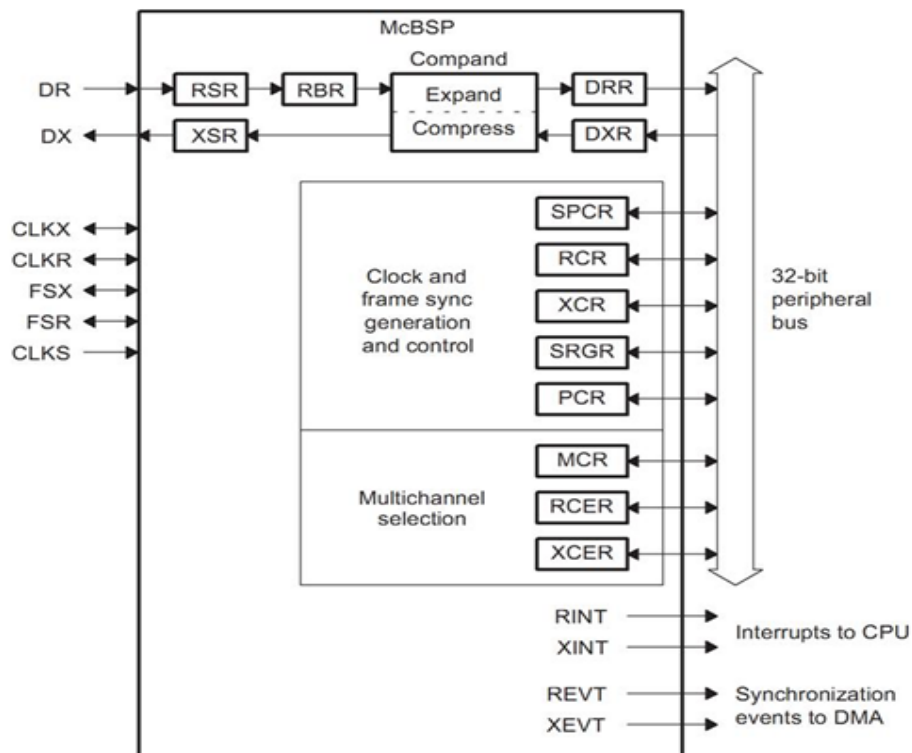 McBSP
Compand
DR
RSR
RBR
Expand
DRR
DX
XSR
Compress
DXR
SPCR
CLKX
CLKR
FSX
FSR
CLKS
RCR
Clock and
frame sync
generation
and control
XCR
SRGR
PCR
32-bit
peripheral
bus
MCR
Multichannel
selection
RCER
XCER
RINT
XINT
Interrupts to CPU
REVT
XEVT
Synchronization
events to DMA